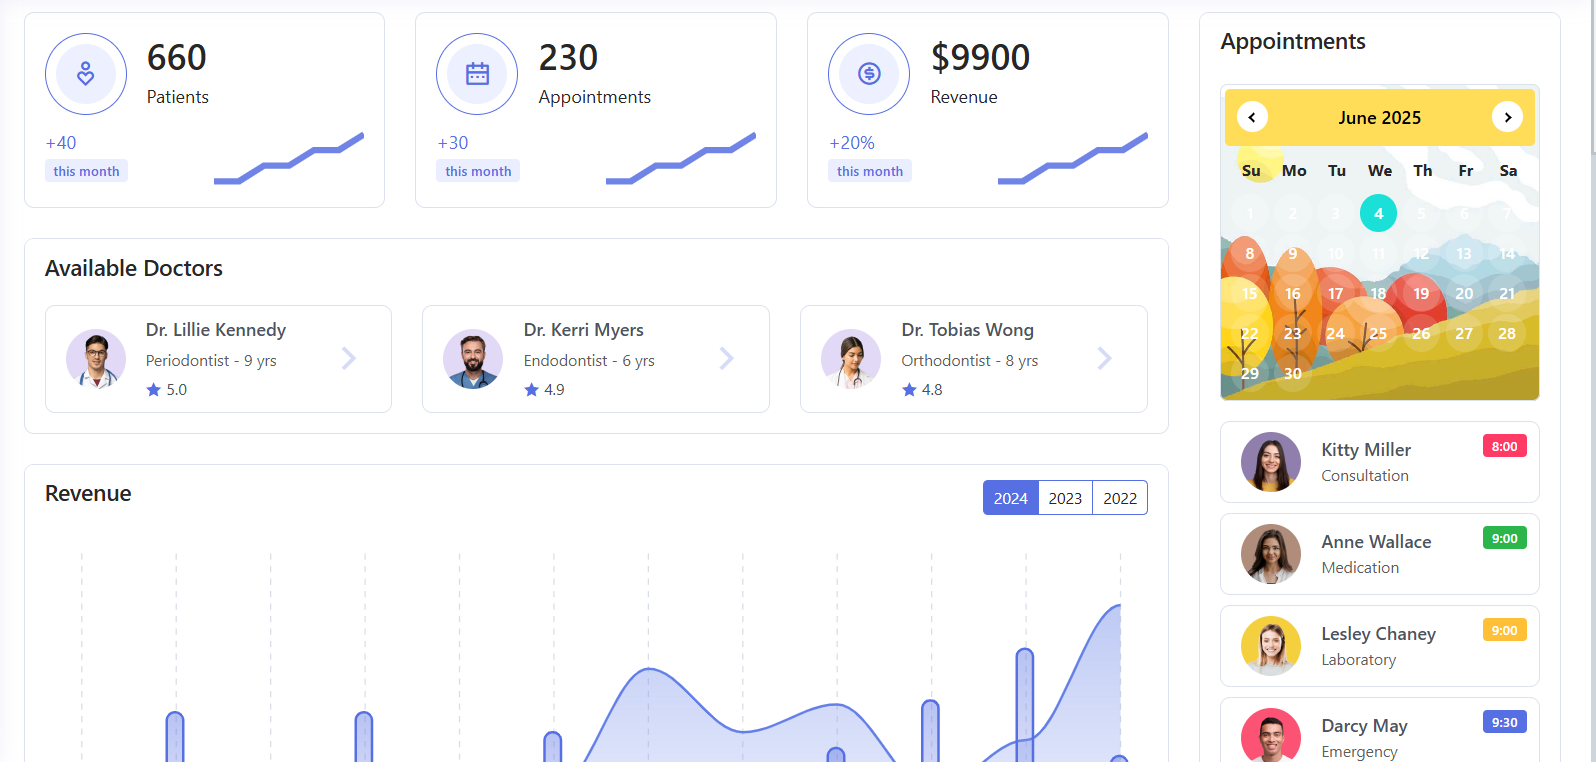 660
Patients
+40
this month
230
Appointments
+30
this month
$9900
Revenue
+20%
this month
Available Doctors
Dr. Lillie Kennedy
Periodontist - 9 yrs
5.0
Dr. Kerri Myers
Endodontist - 6 yrs
4.9
Dr. Tobias Wong
Orthodontist - 8 yrs
4.8
Revenue
2024 2023 2022
Appointments
June 2025
Su Mo Tu We Th Fr Sa
1 2 3 4 5 6 7
8 9 10 11 12 13 14
15 16 17 18 19 20 21
22 23 24 25 26 27 28
29 30
Kitty Miller 8:00
Consultation
Anne Wallace 9:00
Medication
Lesley Chaney 9:00
Laboratory
Darcy May 9:30
Emergency